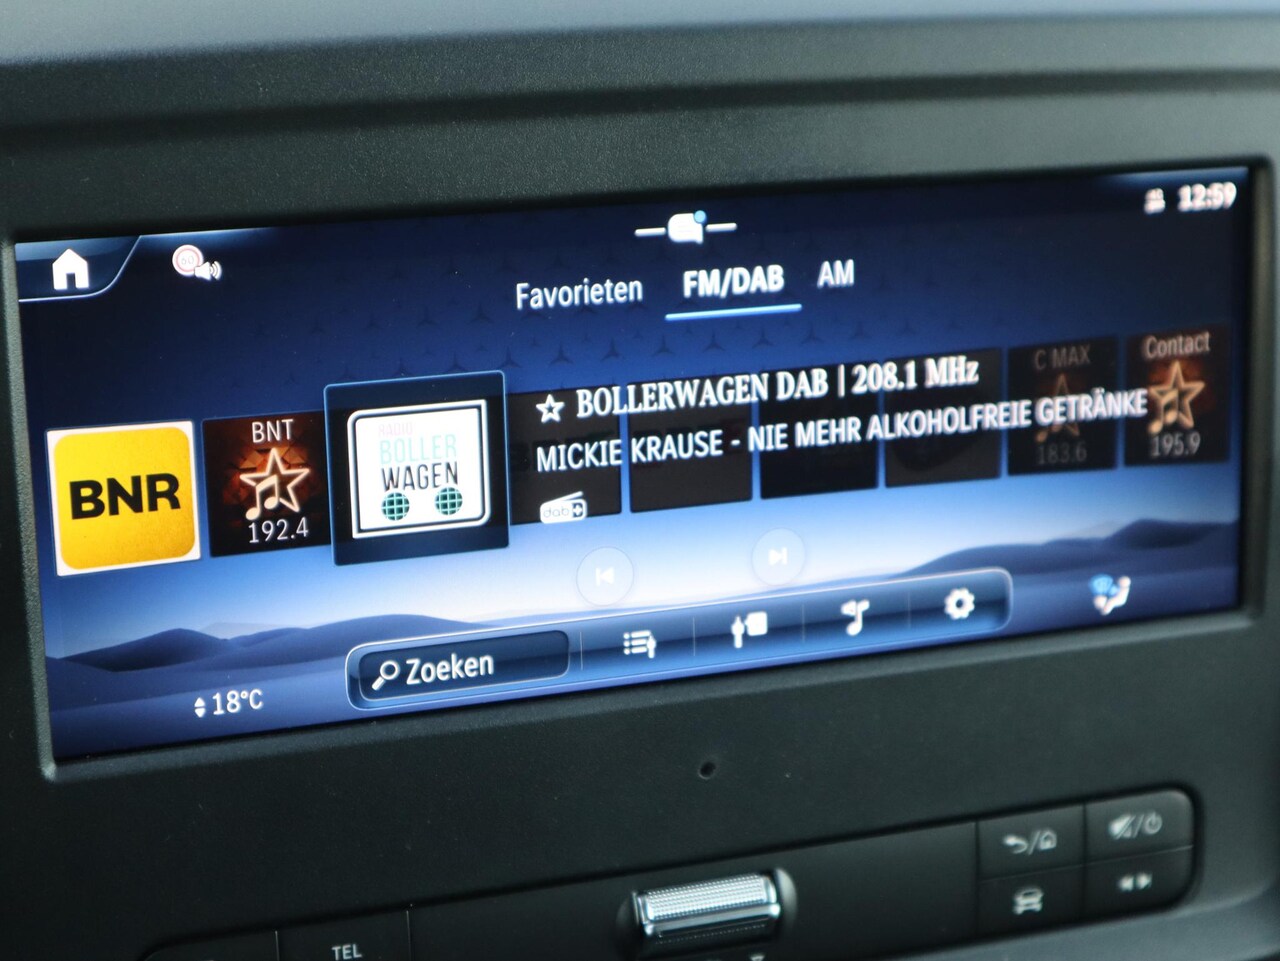 12:59
60
Favorieten FM/DAB AM
☆ BOLLERWAGEN DAB | 208.1 MHz
MICKIE KRAUSE - NIE MEHR ALKOHOLFREIE GETRÄNKE
BNR
BNT
192.4
RADIO
BOLLER
WAGEN
dab+
C MAX
183.6
Contact
195.9
Zoeken
18°C
TEL